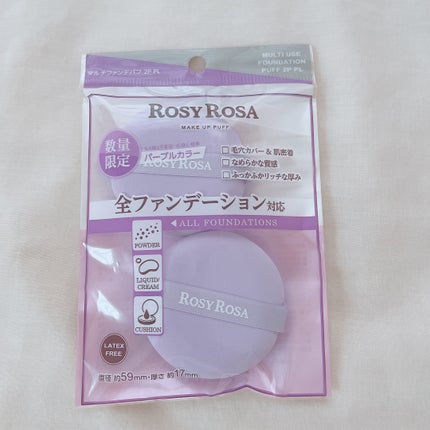 マルチファンデパフ 2P PL
MULTI USE
FOUNDATION
PUFF 2P PL
ROSY ROSA
MAKE UP PUFF
数量
限定
パープルカラー
ROSY ROSA
毛穴カバー & 肌密着
なめらかな質感
ふっかふかリッチな厚み
全ファンデーション対応
◀ ALL FOUNDATIONS
POWDER
LIQUID/
CREAM
CUSHION
ROSY ROSA
LATEX
FREE
直径 約59mm・厚さ 約17mm